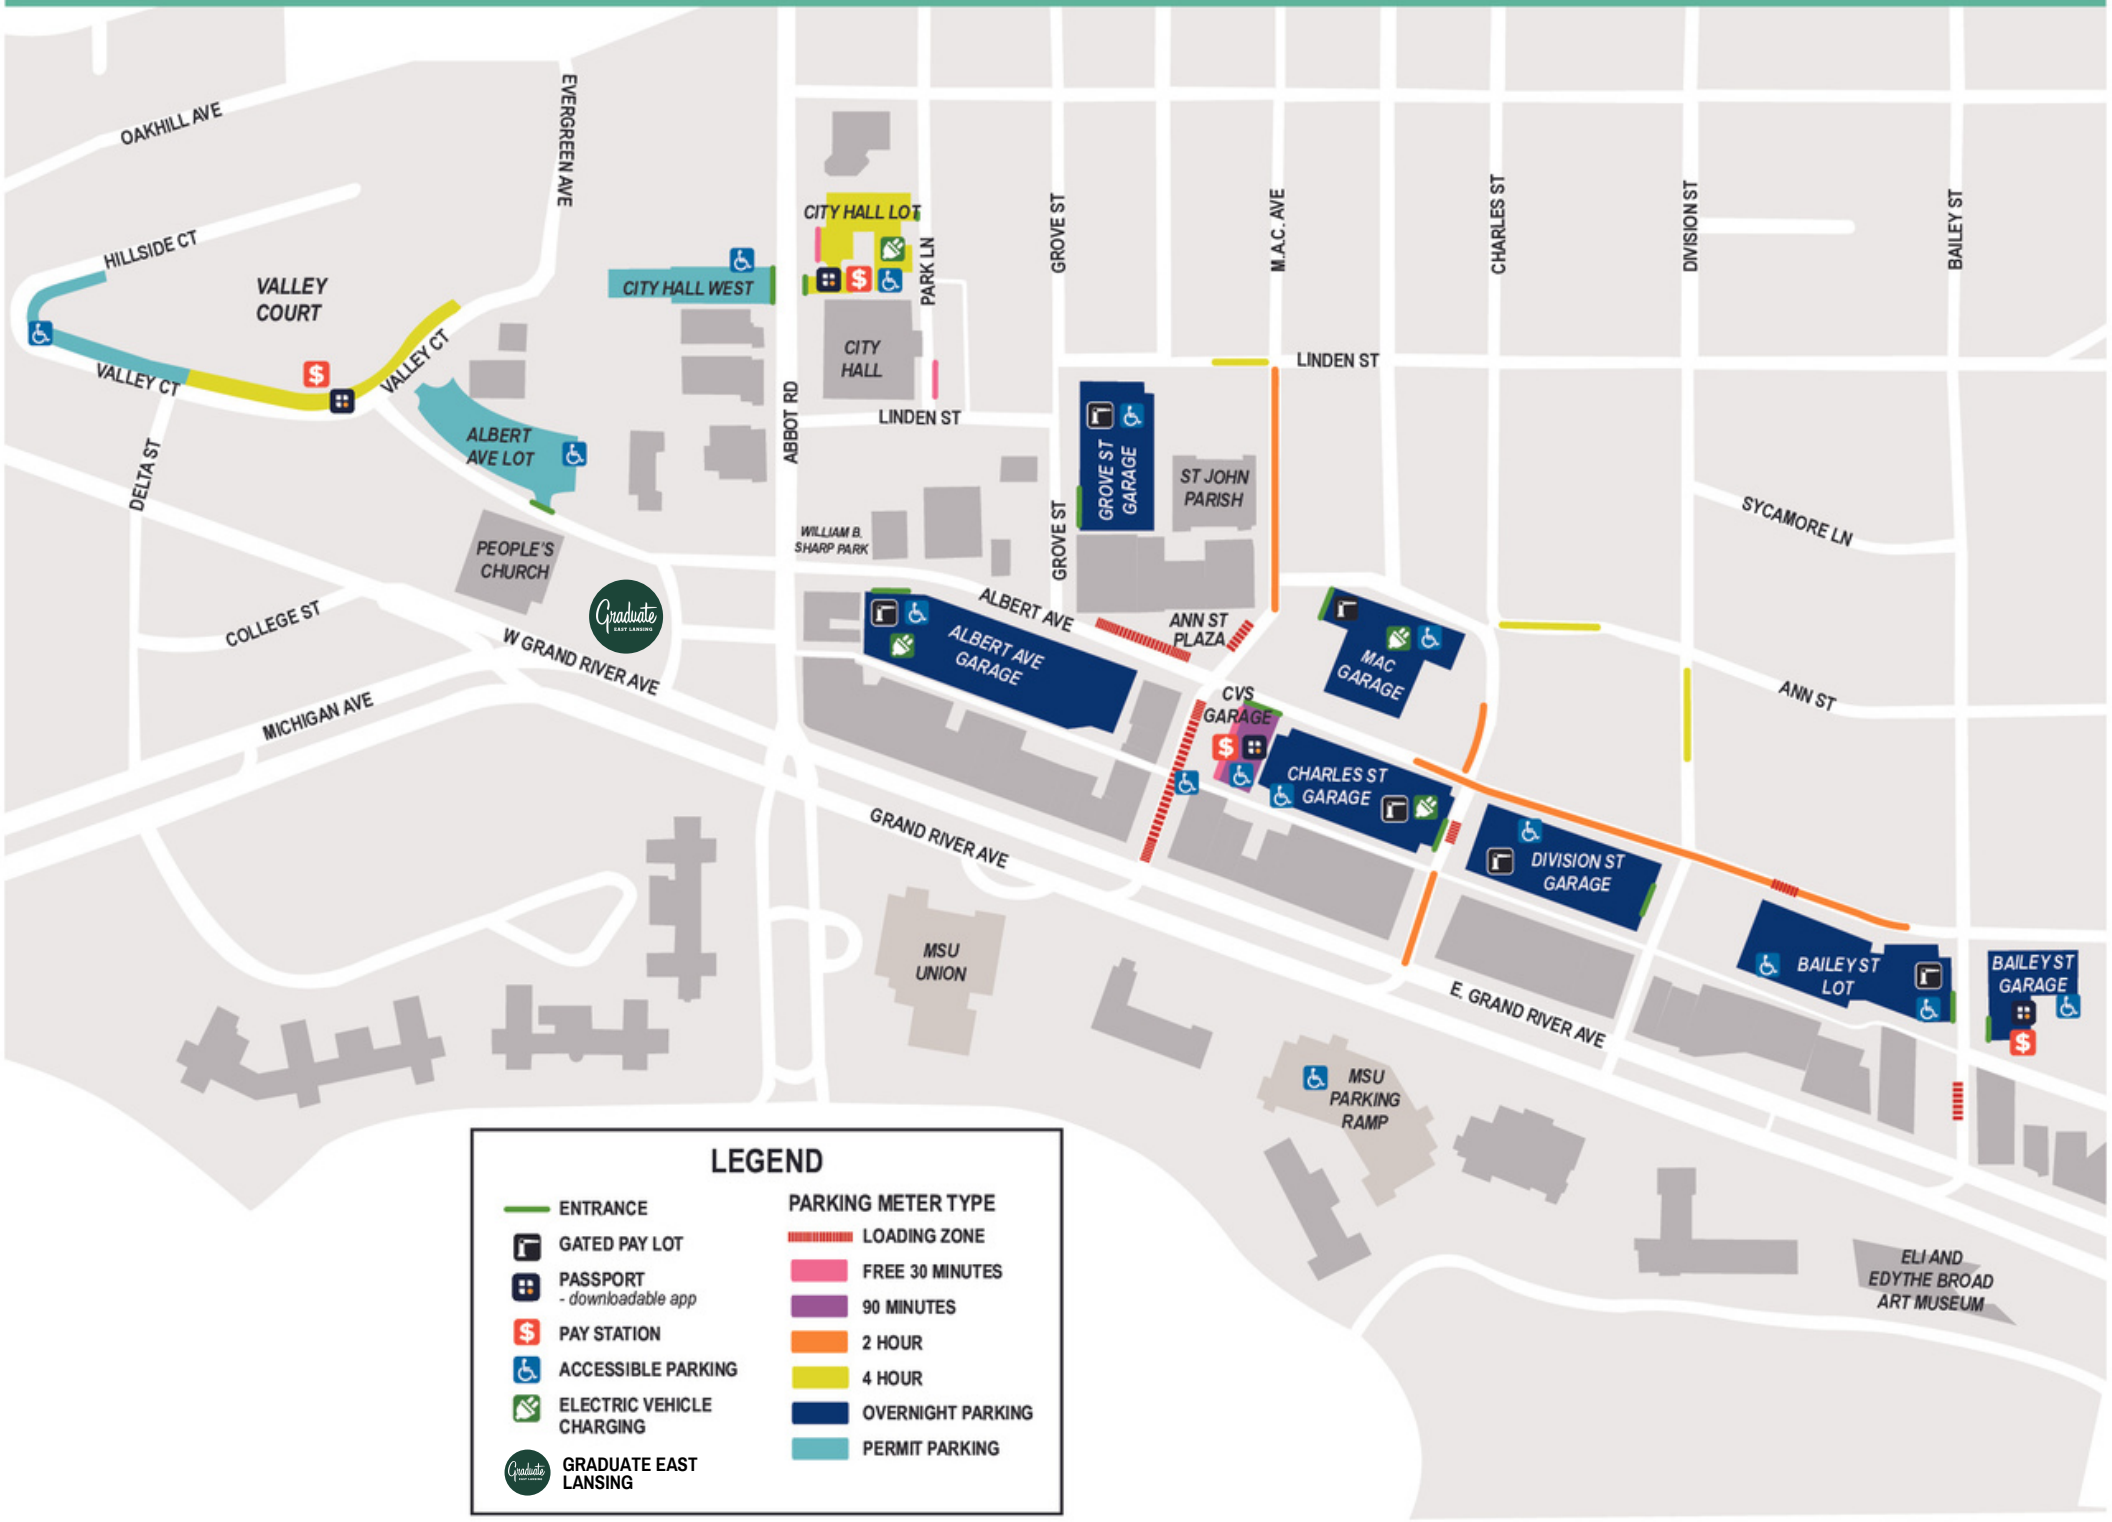 OAKHILL AVE
EVERGREEN AVE
HILLSIDE CT
VALLEY
COURT
VALLEY CT
VALLEY CT
$
DELTA ST
COLLEGE ST
MICHIGAN AVE
W GRAND RIVER AVE
ALBERT
AVE LOT
PEOPLE'S
CHURCH
Graduate
EAST LANSING
CITY HALL WEST
ABBOT RD
CITY HALL LOT
$
PARK LN
CITY
HALL
LINDEN ST
WILLIAM B.
SHARP PARK
GROVE ST
GROVE ST
GROVE ST
GARAGE
ST JOHN
PARISH
M.A.C. AVE
LINDEN ST
CHARLES ST
DIVISION ST
BAILEY ST
SYCAMORE LN
ANN ST
ALBERT AVE
ANN ST
PLAZA
ALBERT AVE
GARAGE
MAC
GARAGE
CVS
GARAGE
$
CHARLES ST
GARAGE
DIVISION ST
GARAGE
BAILEY ST
LOT
BAILEY ST
GARAGE
$
GRAND RIVER AVE
E. GRAND RIVER AVE
MSU
UNION
MSU
PARKING
RAMP
ELI AND
EDYTHE BROAD
ART MUSEUM
LEGEND
ENTRANCE
GATED PAY LOT
PASSPORT
- downloadable app
$ PAY STATION
ACCESSIBLE PARKING
ELECTRIC VEHICLE
CHARGING
Graduate
EAST LANSING
GRADUATE EAST
LANSING
PARKING METER TYPE
LOADING ZONE
FREE 30 MINUTES
90 MINUTES
2 HOUR
4 HOUR
OVERNIGHT PARKING
PERMIT PARKING